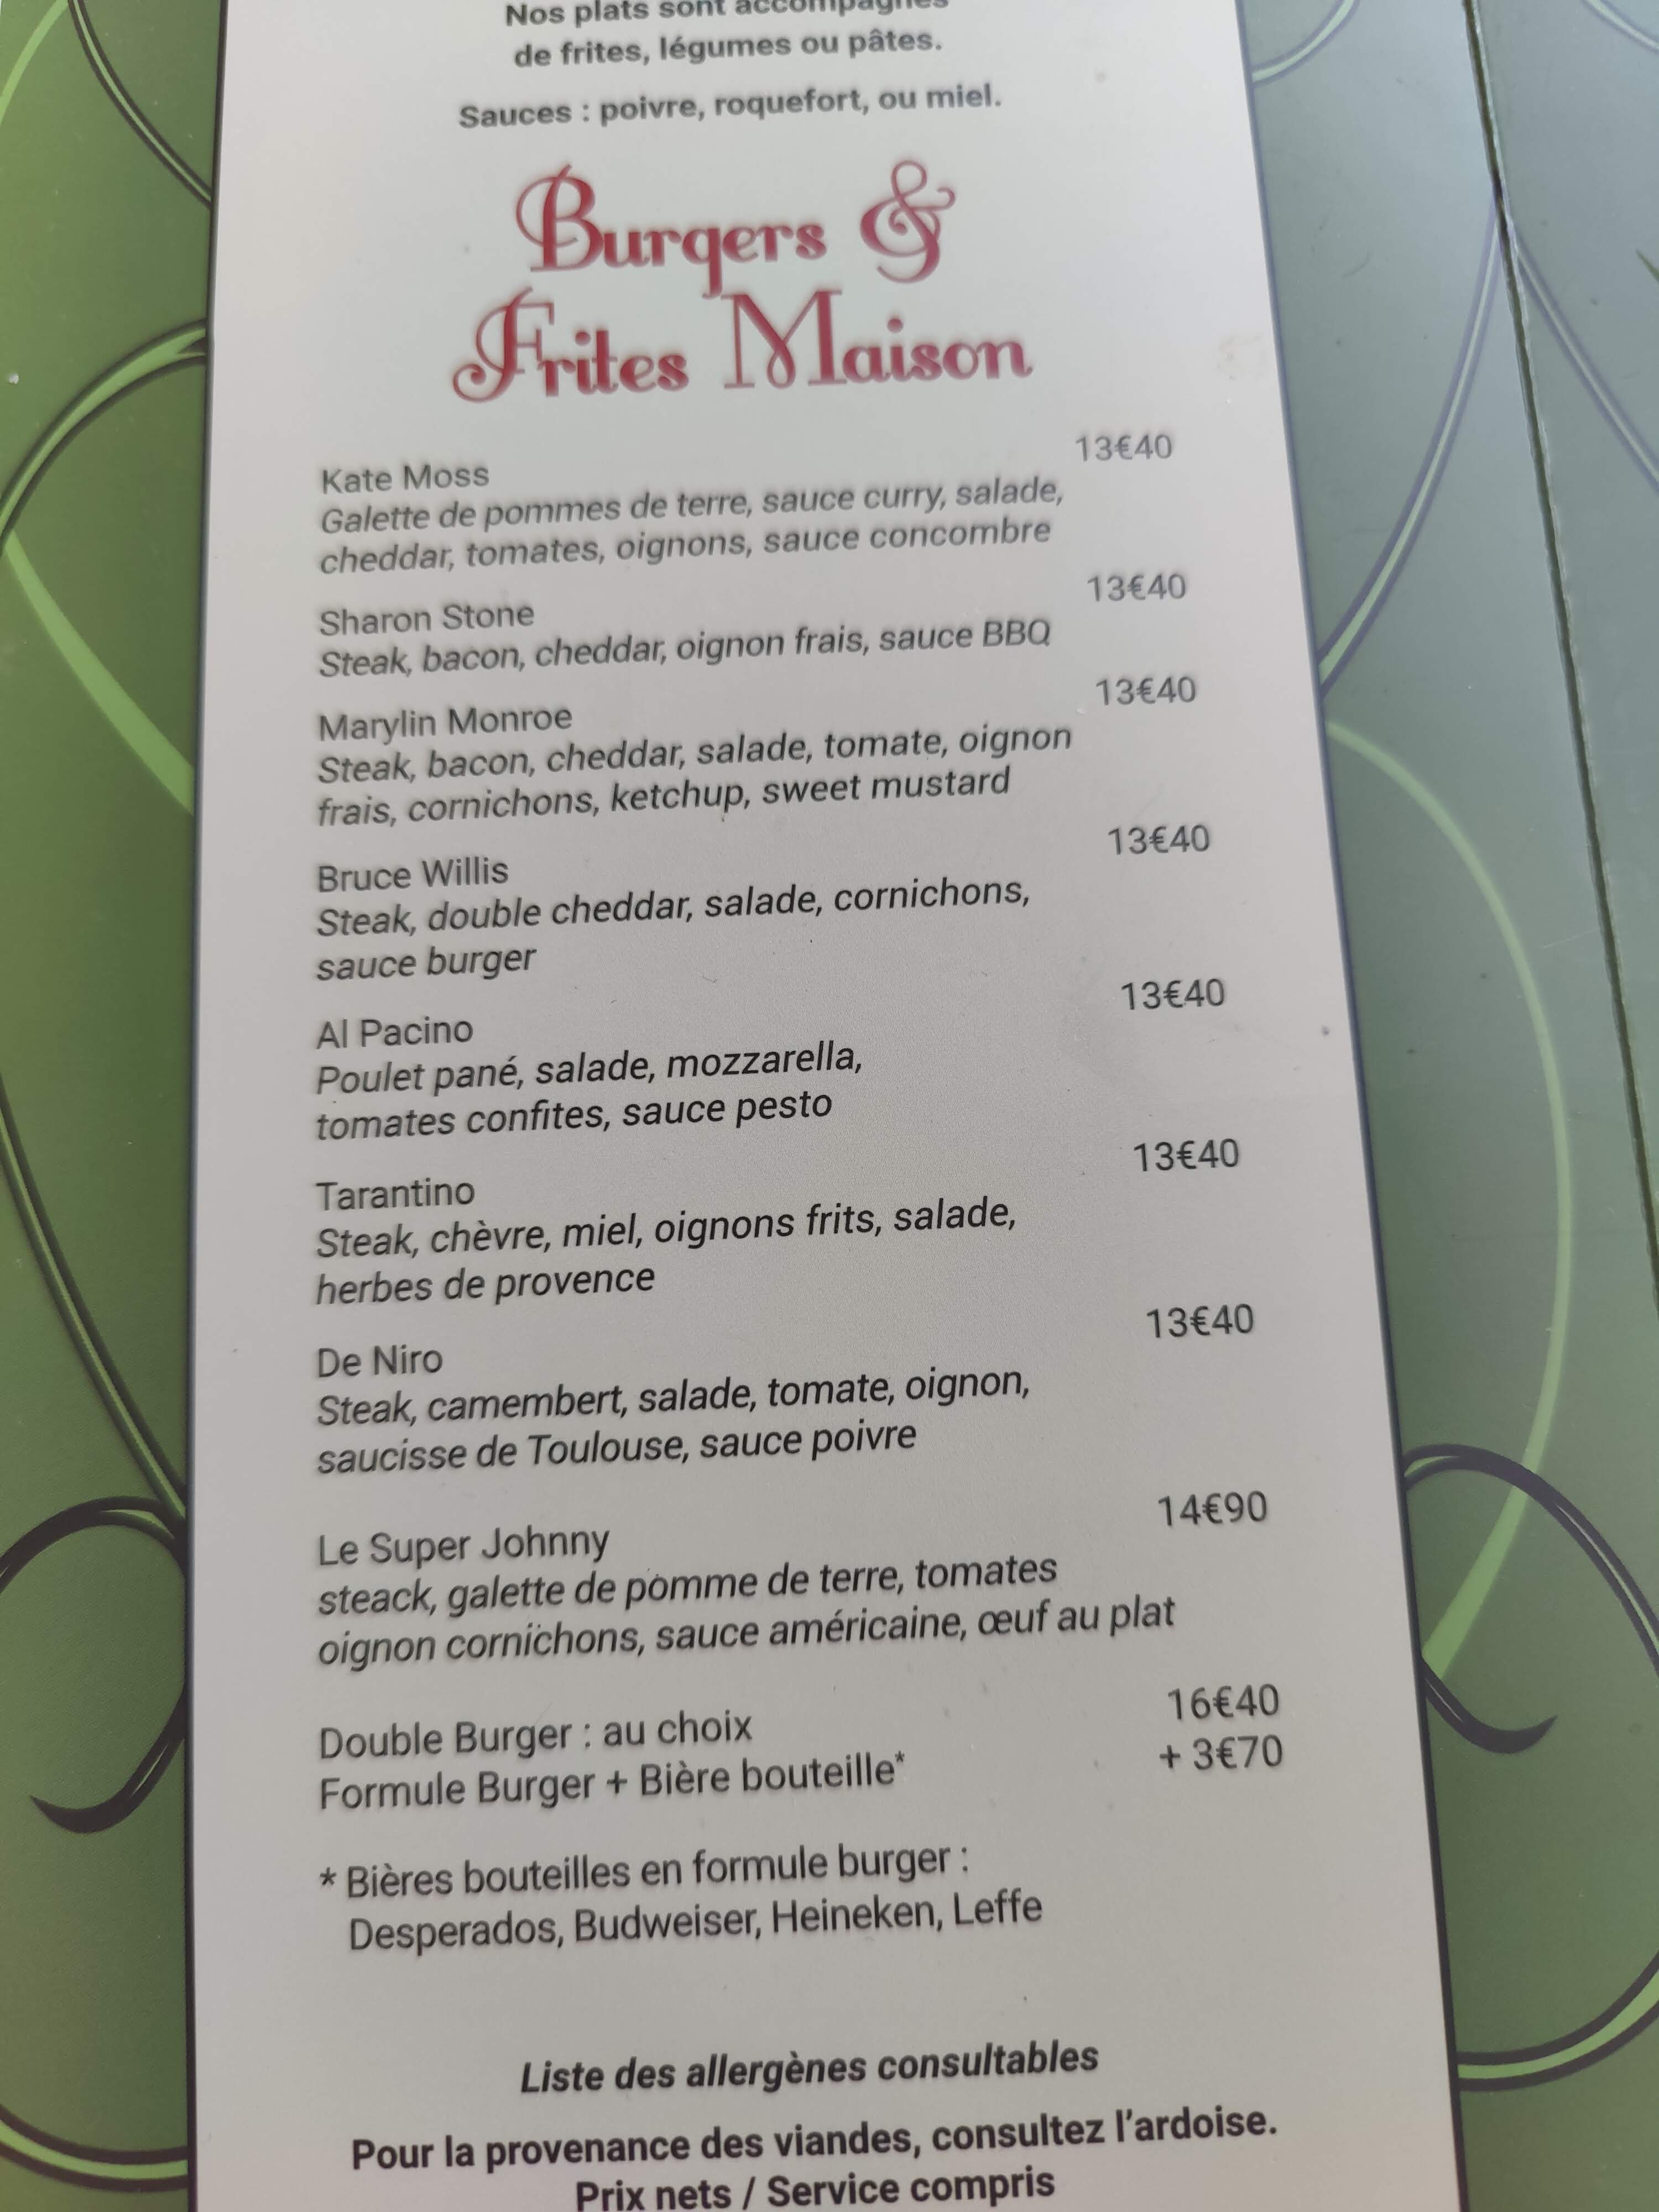 Nos plats sont accompagnés
de frites, légumes ou pâtes.
Sauces : poivre, roquefort, ou miel.
Burgers &
Frites Maison
Kate Moss 13€40
Galette de pommes de terre, sauce curry, salade,
cheddar, tomates, oignons, sauce concombre
Sharon Stone 13€40
Steak, bacon, cheddar, oignon frais, sauce BBQ
Marylin Monroe 13€40
Steak, bacon, cheddar, salade, tomate, oignon
frais, cornichons, ketchup, sweet mustard
Bruce Willis 13€40
Steak, double cheddar, salade, cornichons,
sauce burger
Al Pacino 13€40
Poulet pané, salade, mozzarella,
tomates confites, sauce pesto
Tarantino 13€40
Steak, chèvre, miel, oignons frits, salade,
herbes de provence
De Niro 13€40
Steak, camembert, salade, tomate, oignon,
saucisse de Toulouse, sauce poivre
Le Super Johnny 14€90
steack, galette de pomme de terre, tomates
oignon cornichons, sauce américaine, œuf au plat
Double Burger : au choix 16€40
Formule Burger + Bière bouteille* + 3€70
* Bières bouteilles en formule burger :
Desperados, Budweiser, Heineken, Leffe
Liste des allergènes consultables
Pour la provenance des viandes, consultez l'ardoise.
Prix nets / Service compris